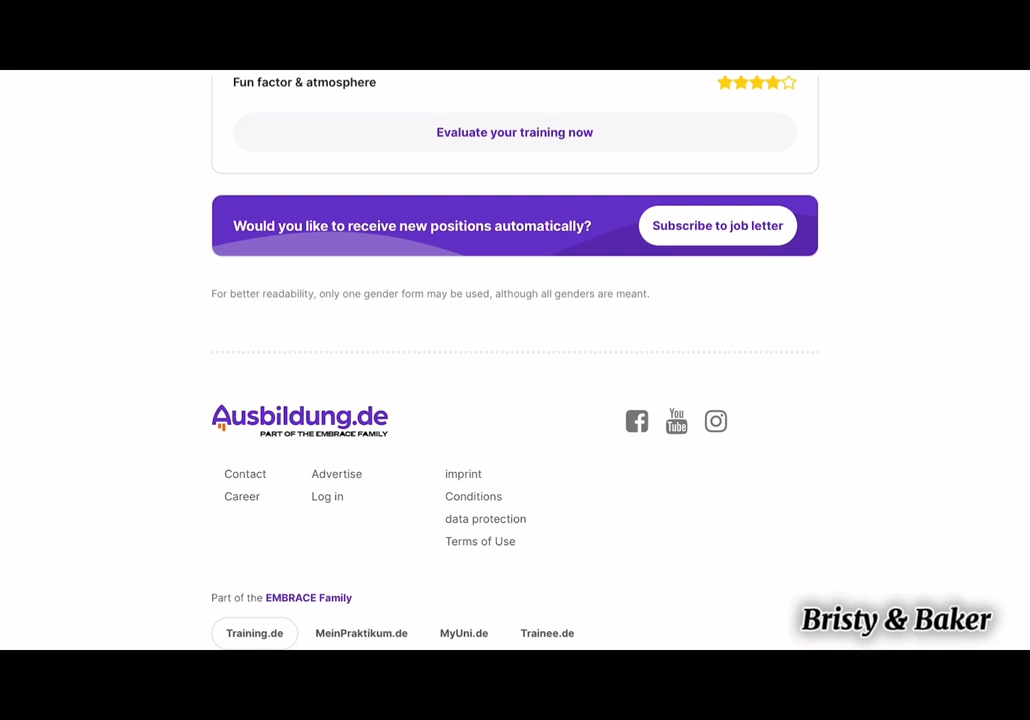 Fun factor & atmosphere
Evaluate your training now
Would you like to receive new positions automatically?
Subscribe to job letter
For better readability, only one gender form may be used, although all genders are meant.
Ausbildung.de
PART OF THE EMBRACE FAMILY
You
Tube
Contact
Advertise
imprint
Career
Log in
Conditions
data protection
Terms of Use
Part of the EMBRACE Family
Training.de
MeinPraktikum.de
MyUni.de
Trainee.de
Bristy & Baker